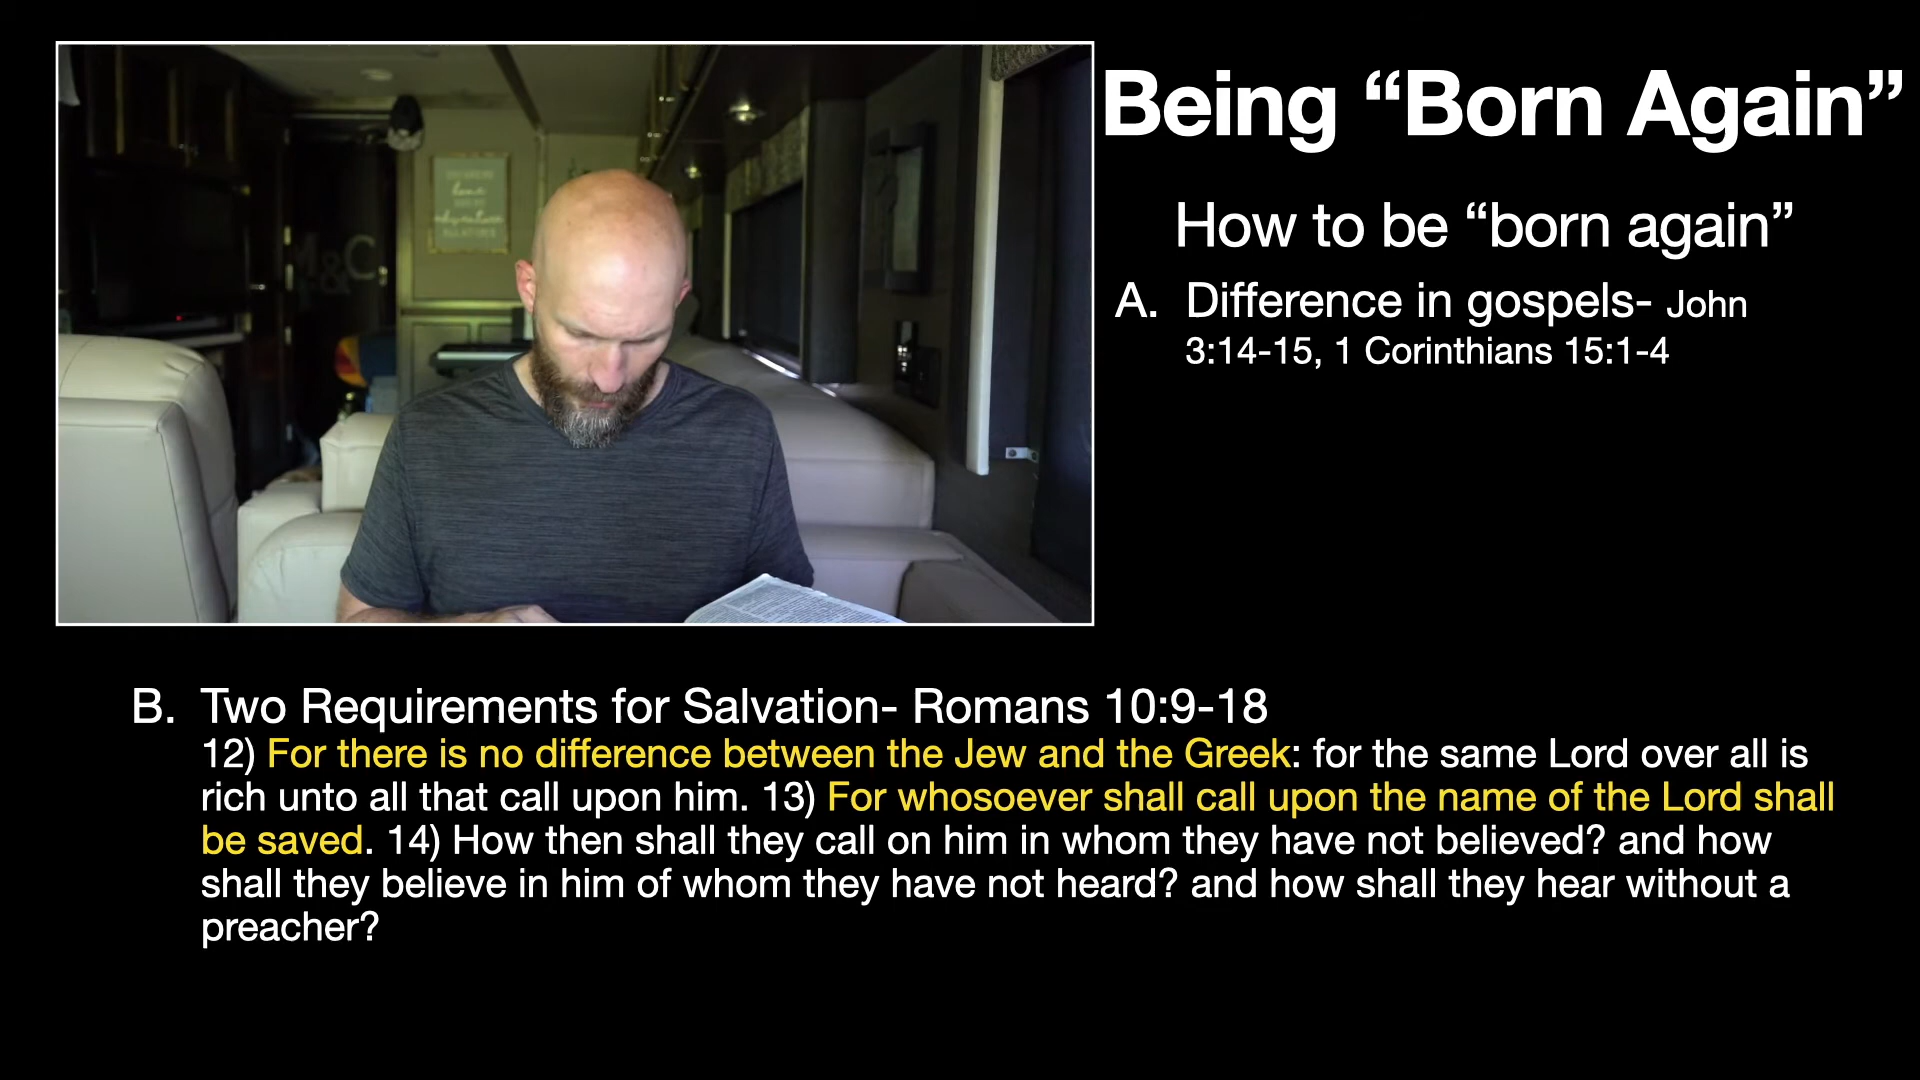 Being “Born Again”
How to be “born again”
A. Difference in gospels- John
3:14-15, 1 Corinthians 15:1-4
M&C
home
adventure
B. Two Requirements for Salvation- Romans 10:9-18
12) For there is no difference between the Jew and the Greek: for the same Lord over all is
rich unto all that call upon him. 13) For whosoever shall call upon the name of the Lord shall
be saved. 14) How then shall they call on him in whom they have not believed? and how
shall they believe in him of whom they have not heard? and how shall they hear without a
preacher?